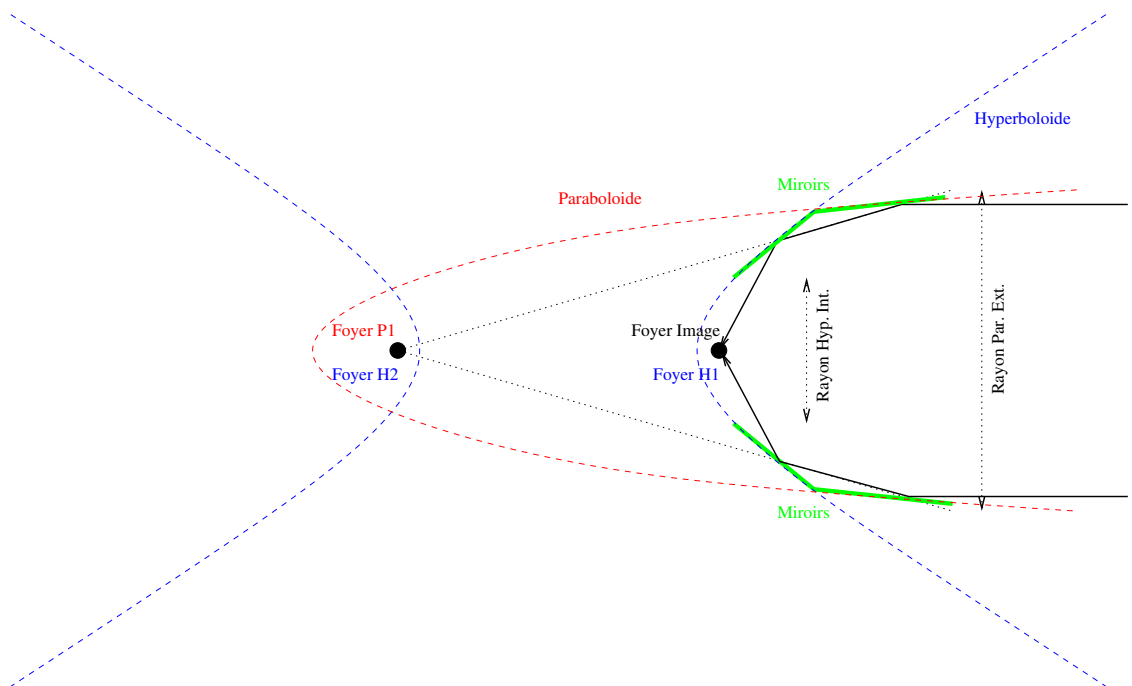 Hyperboloide
Miroirs
Paraboloide
Foyer P1
Foyer Image
Foyer H2
Foyer H1
Rayon Hyp. Int.
Rayon Par. Ext.
Miroirs